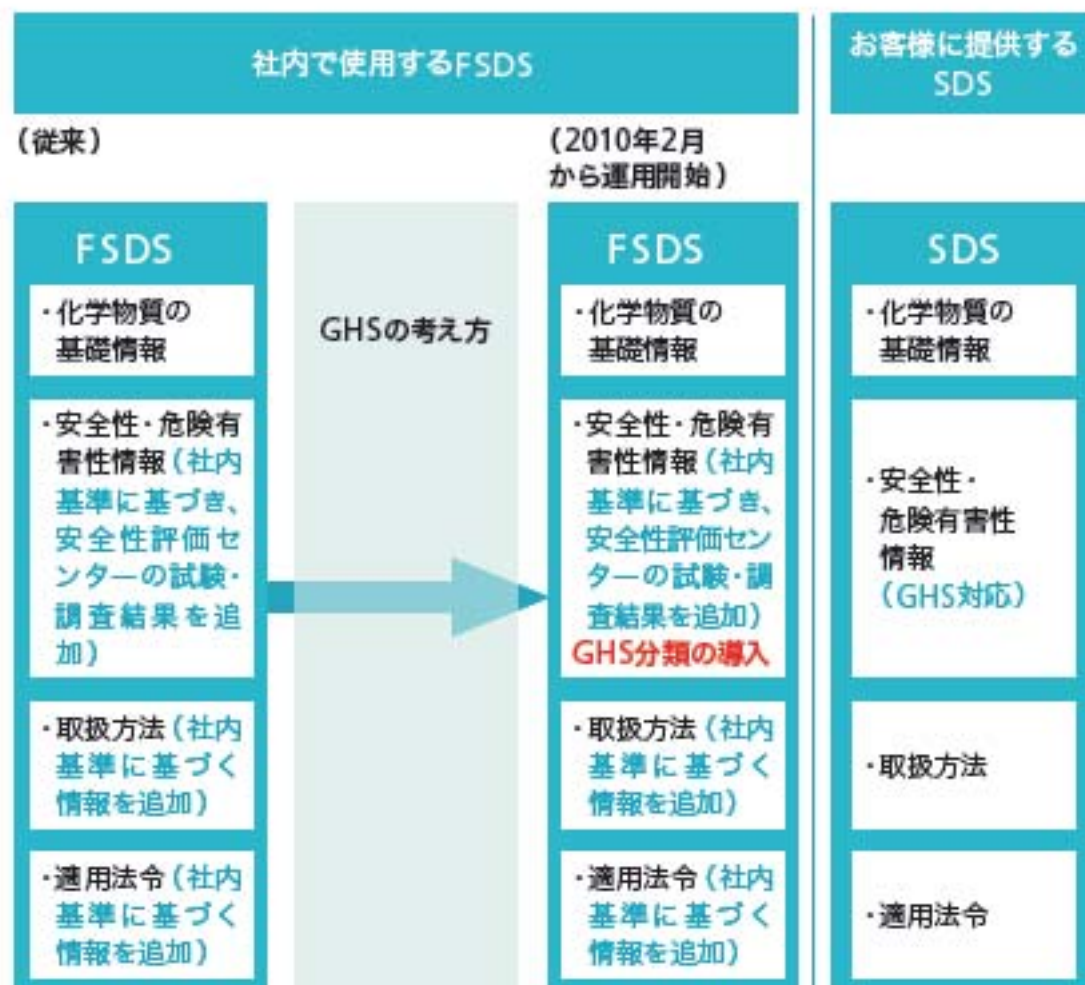 社内で使用するFSDS
お客様に提供する
SDS
(従来)
(2010年2月
から運用開始)
FSDS
・化学物質の
基礎情報
・安全性・危険有
害性情報(社内
基準に基づき、
安全性評価セ
ンターの試験・
調査結果を追
加)
・取扱方法(社内
基準に基づく
情報を追加)
・適用法令(社内
基準に基づく
情報を追加)
GHSの考え方
FSDS
・化学物質の
基礎情報
・安全性・危険有
害性情報(社内
基準に基づき、
安全性評価セン
ターの試験・調
査結果を追加)
GHS分類の導入
・取扱方法(社内
基準に基づく
情報を追加)
・適用法令(社内
基準に基づく
情報を追加)
SDS
・化学物質の
基礎情報
・安全性・
危険有害性
情報
(GHS対応)
・取扱方法
・適用法令